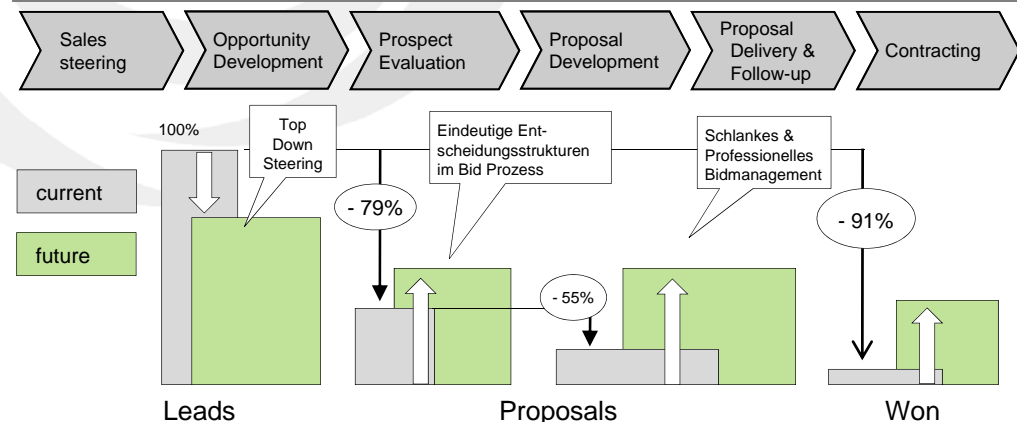 Sales
steering
Opportunity
Development
Prospect
Evaluation
Proposal
Development
Proposal
Delivery &
Follow-up
Contracting
100%
Top
Down
Steering
Eindeutige Ent-
scheidungsstrukturen
im Bid Prozess
Schlankes &
Professionelles
Bidmanagement
current
future
- 79%
- 55%
- 91%
Leads
Proposals
Won